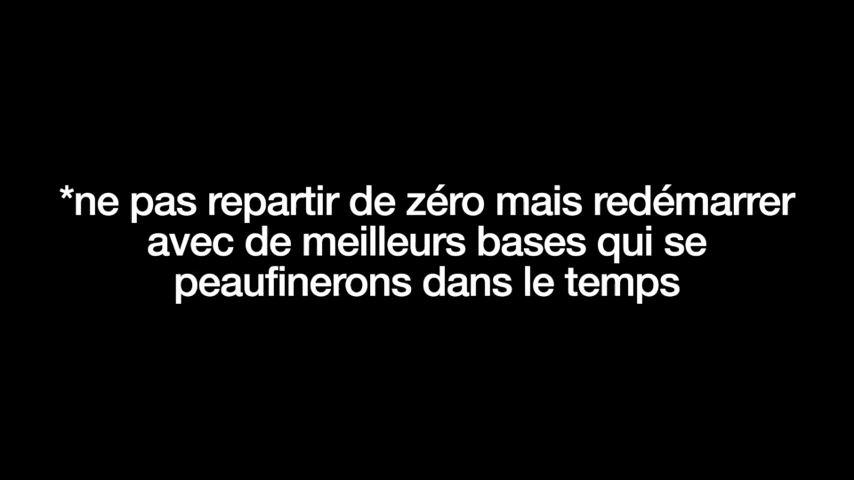 *ne pas repartir de zéro mais redémarrer
avec de meilleurs bases qui se
peaufinerons dans le temps